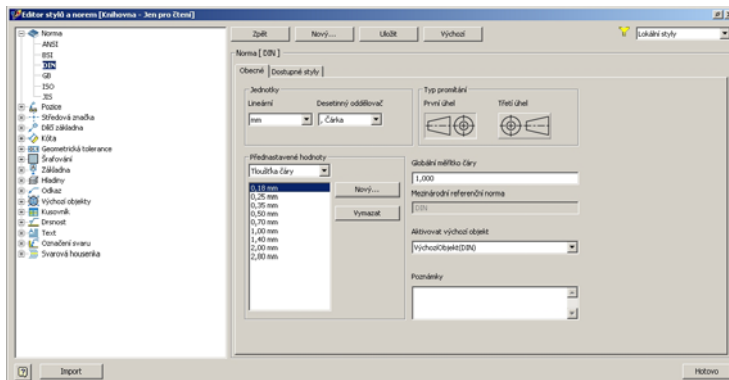 Editor stylů a norem [Knihovna - Jen pro čtení]
Zpět
Nový...
Uložit
Výchozí
Lokální styly
Norma
ANSI
BSI
DIN
GB
ISO
JIS
Pozice
Středová značka
Dílčí základna
Kóta
Geometrická tolerance
Šrafování
Základna
Hladiny
Odkaz
Výchozí objekty
Kusovník
Drsnost
Text
Označení svaru
Svarová housenka
Norma [ DIN ]
Obecné
Dostupné styly
Jednotky
Lineární
Desetinný oddělovač
mm
, Čárka
Typ promítání
První úhel
Třetí úhel
Přednastavené hodnoty
Tloušťka čáry
0,18 mm
0,25 mm
0,35 mm
0,50 mm
0,70 mm
1,00 mm
1,40 mm
2,00 mm
2,80 mm
Nový...
Vymazat
Globální měřítko čáry
1,000
Mezinárodní referenční norma
DIN
Aktivovat výchozí objekt
VýchozíObjekt(DIN)
Poznámky
Import
Hotovo